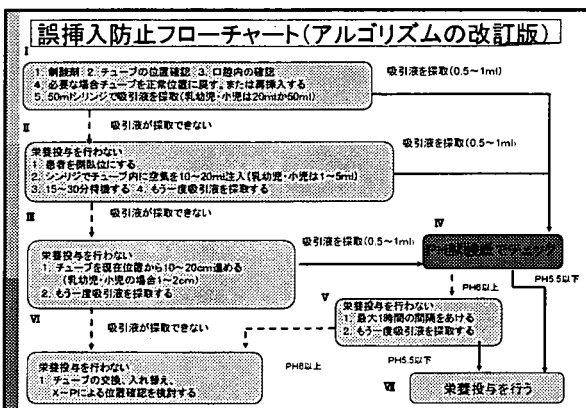 誤挿入防止フローチャート(アルゴリズムの改訂版)
Ⅰ
1. 制酸剤 2. チューブの位置確認 3. 口腔内の確認
4. 必要な場合チューブを正常位置に戻す。または再挿入する
5. 50mlシリンジで吸引液を採取(乳幼児・小児は20mlか50ml)
吸引液を採取(0.5~1ml)
吸引液が採取できない
Ⅱ
栄養投与を行わない
1. 患者を側臥位にする
2. シンリジでチューブ内に空気を10~20ml注入(乳幼児・小児は1~5ml)
3. 15~30分待機する 4. もう一度吸引液を採取する
吸引液を採取(0.5~1ml)
吸引液が採取できない
Ⅲ
栄養投与を行わない
1. チューブを現在位置から10~20cm進める
(乳幼児・小児の場合1~2cm)
2. もう一度吸引液を採取する
吸引液を採取(0.5~1ml)
Ⅳ
でチェック
PH6以上
PH5.5以下
Ⅴ
栄養投与を行わない
1. 最大1時間の間隔をあける
2. もう一度吸引液を採取する
吸引液が採取できない
PH6以上
PH5.5以下
Ⅵ
栄養投与を行わない
1 チューブの交換、入れ替え、
X-Pによる位置確認を検討する
Ⅶ
栄養投与を行う